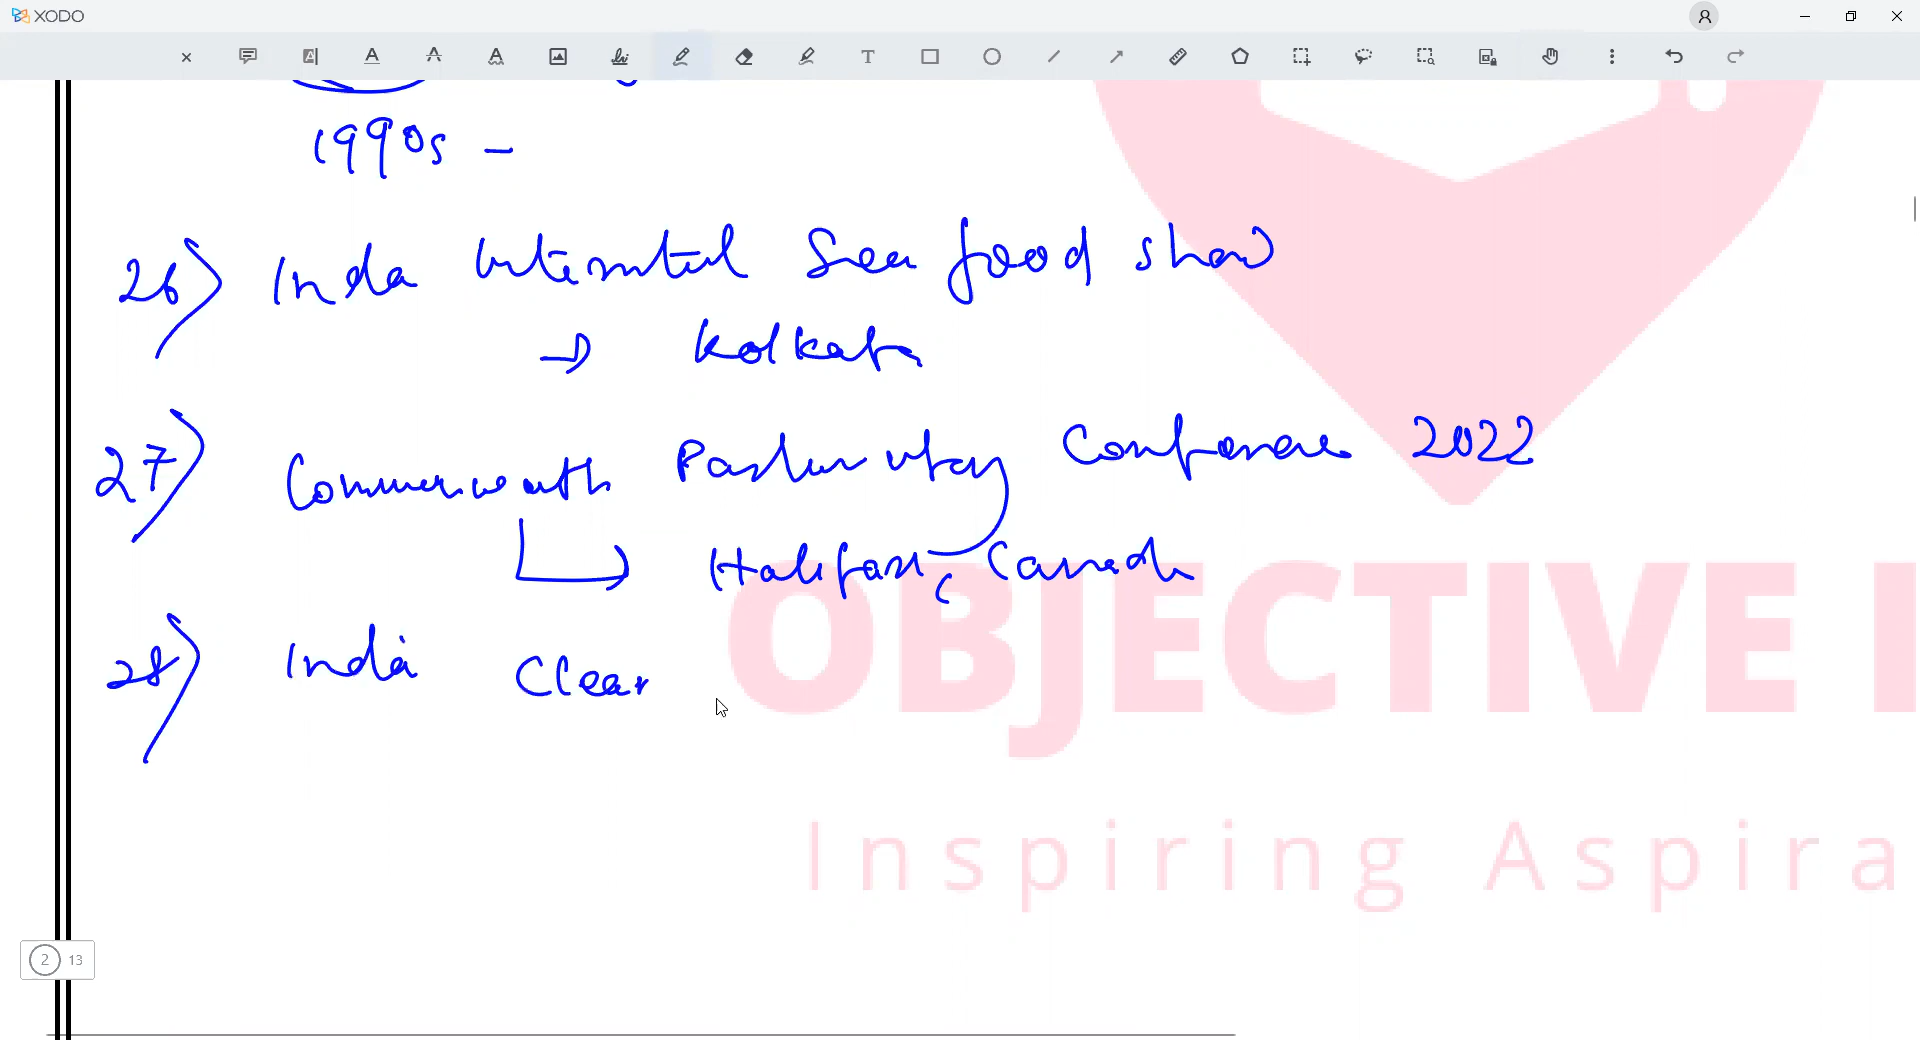 XODO
1990s -
26) India International Sea food show
→ Kolkata
27) Commonwealth Parliamentary Conference 2022
Halifax, Canada
28) India Clear
OBJECTIVE I
Inspiring Aspira
2 13